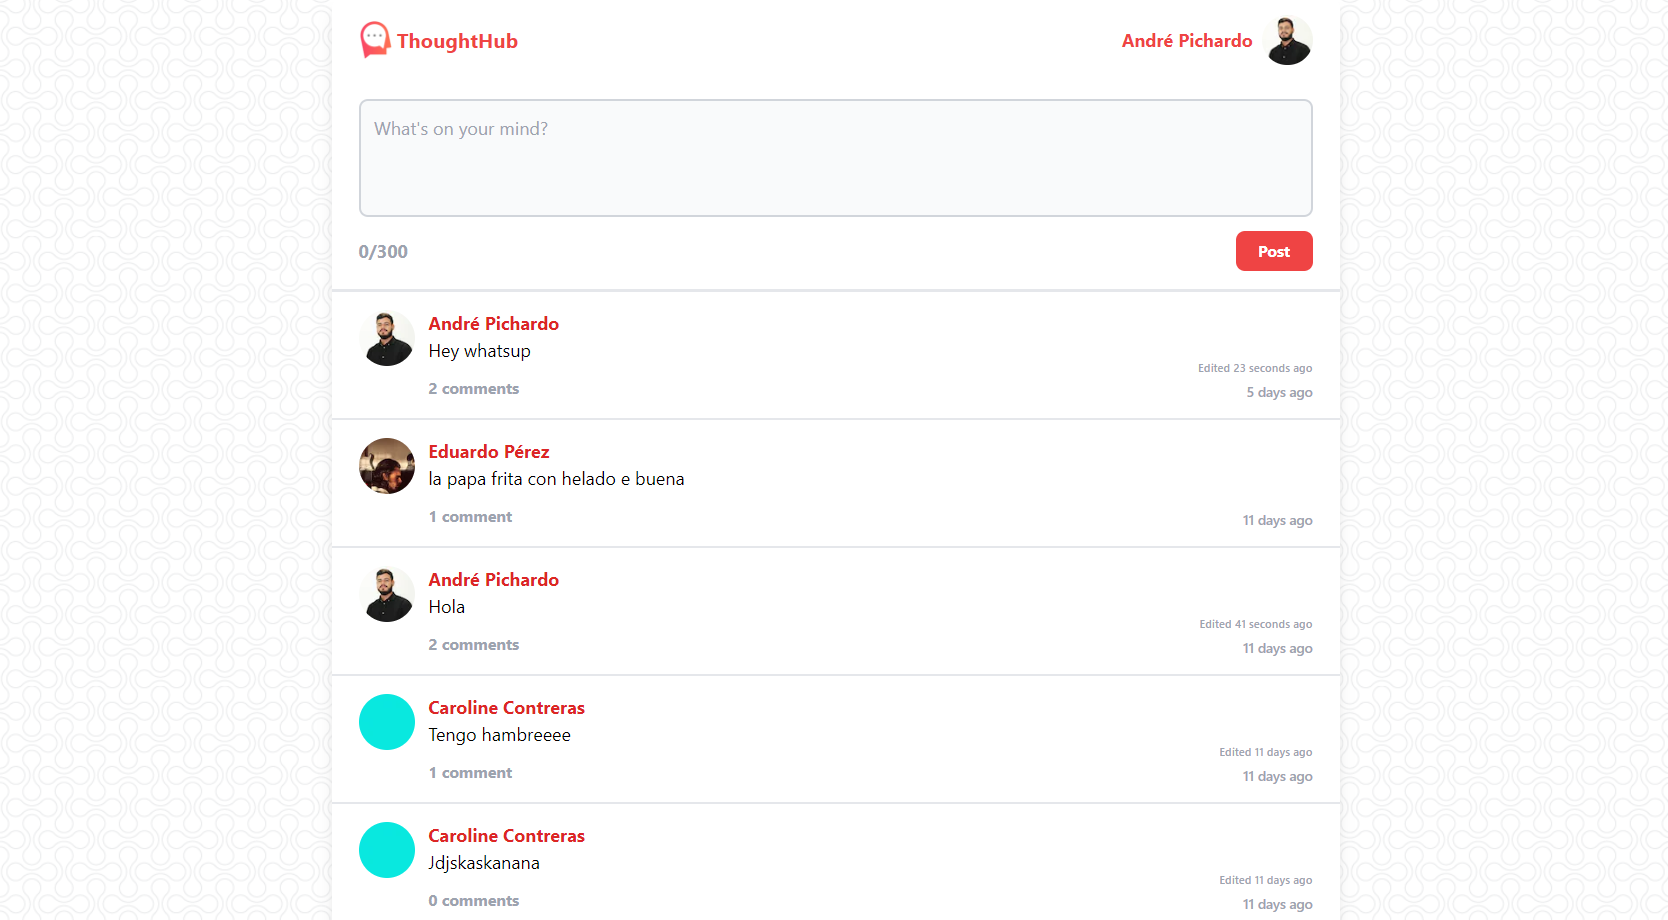 ThoughtHub
André Pichardo
What's on your mind?
0/300
Post
André Pichardo
Hey whatsup
Edited 23 seconds ago
2 comments
5 days ago
Eduardo Pérez
la papa frita con helado e buena
1 comment
11 days ago
André Pichardo
Hola
Edited 41 seconds ago
2 comments
11 days ago
Caroline Contreras
Tengo hambreeee
Edited 11 days ago
1 comment
11 days ago
Caroline Contreras
Jdjskaskanana
Edited 11 days ago
0 comments
11 days ago